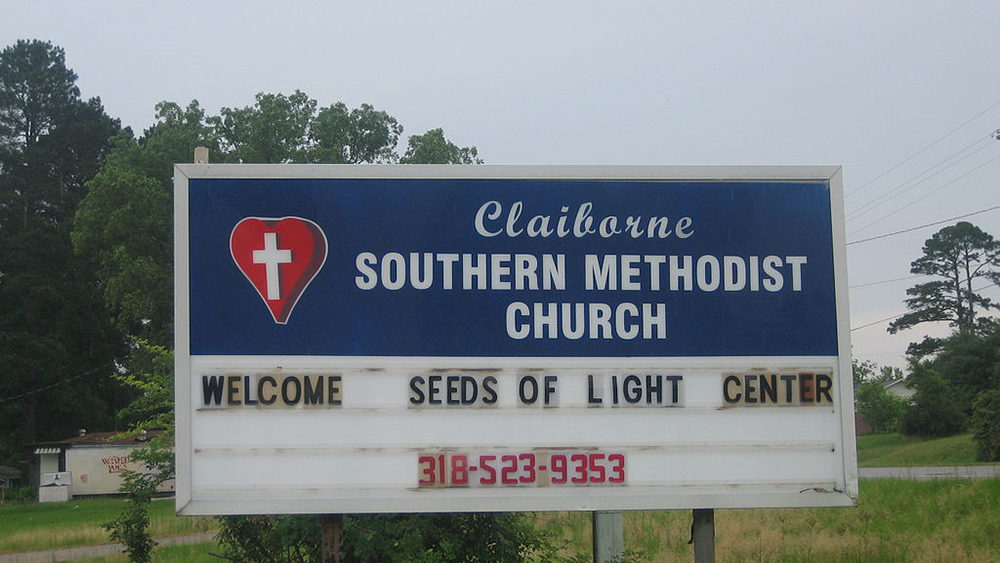 Claiborne
SOUTHERN METHODIST
CHURCH
WELCOME SEEDS OF LIGHT CENTER
318-523-9353